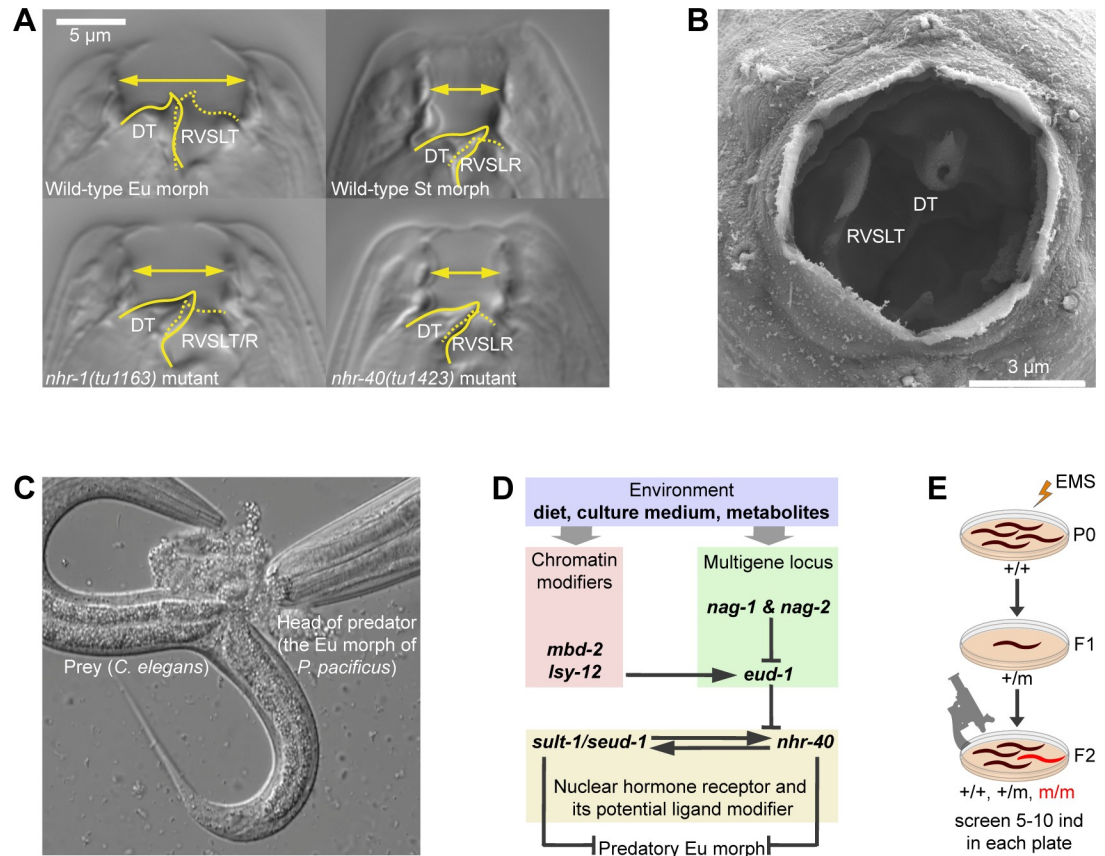 A
5 µm
DT
RVSLT
Wild-type Eu morph
DT
RVSLR
Wild-type St morph
DT
RVSLT/R
nhr-1(tu1163) mutant
DT
RVSLR
nhr-40(tu1423) mutant
B
DT
RVSLT
3 µm
C
Prey (C. elegans)
Head of predator
(the Eu morph of
P. pacificus)
D
Environment
diet, culture medium, metabolites
Chromatin
modifiers
mbd-2
lsy-12
Multigene locus
nag-1 & nag-2
eud-1
sult-1/seud-1
nhr-40
Nuclear hormone receptor and
its potential ligand modifier
Predatory Eu morph
E
EMS
P0
+/+
F1
+/m
F2
+/+, +/m, m/m
screen 5-10 ind
in each plate